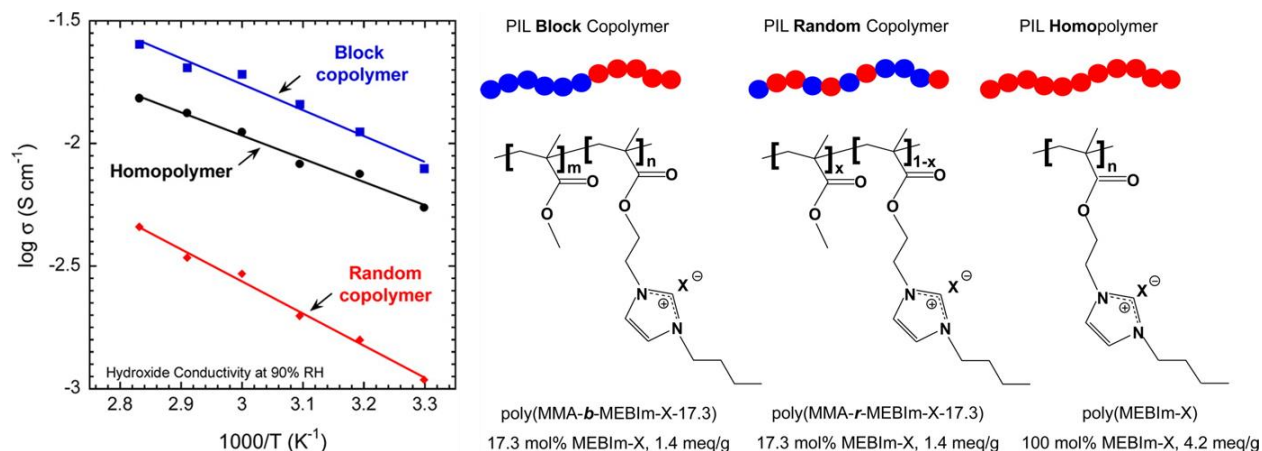 -1.5
-2
-2.5
-3
log σ (S cm⁻¹)
Block
copolymer
Homopolymer
Random
copolymer
Hydroxide Conductivity at 90% RH
2.8 2.9 3 3.1 3.2 3.3
1000/T (K⁻¹)
PIL Block Copolymer
[ ]m [ ]n
O
O
O
O
N
X⊖
⊕
N
poly(MMA-b-MEBIm-X-17.3)
17.3 mol% MEBIm-X, 1.4 meq/g
PIL Random Copolymer
[ ]x [ ]1-x
O
O
O
O
N
X⊖
⊕
N
poly(MMA-r-MEBIm-X-17.3)
17.3 mol% MEBIm-X, 1.4 meq/g
PIL Homopolymer
[ ]n
O
O
N
X⊖
⊕
N
poly(MEBIm-X)
100 mol% MEBIm-X, 4.2 meq/g